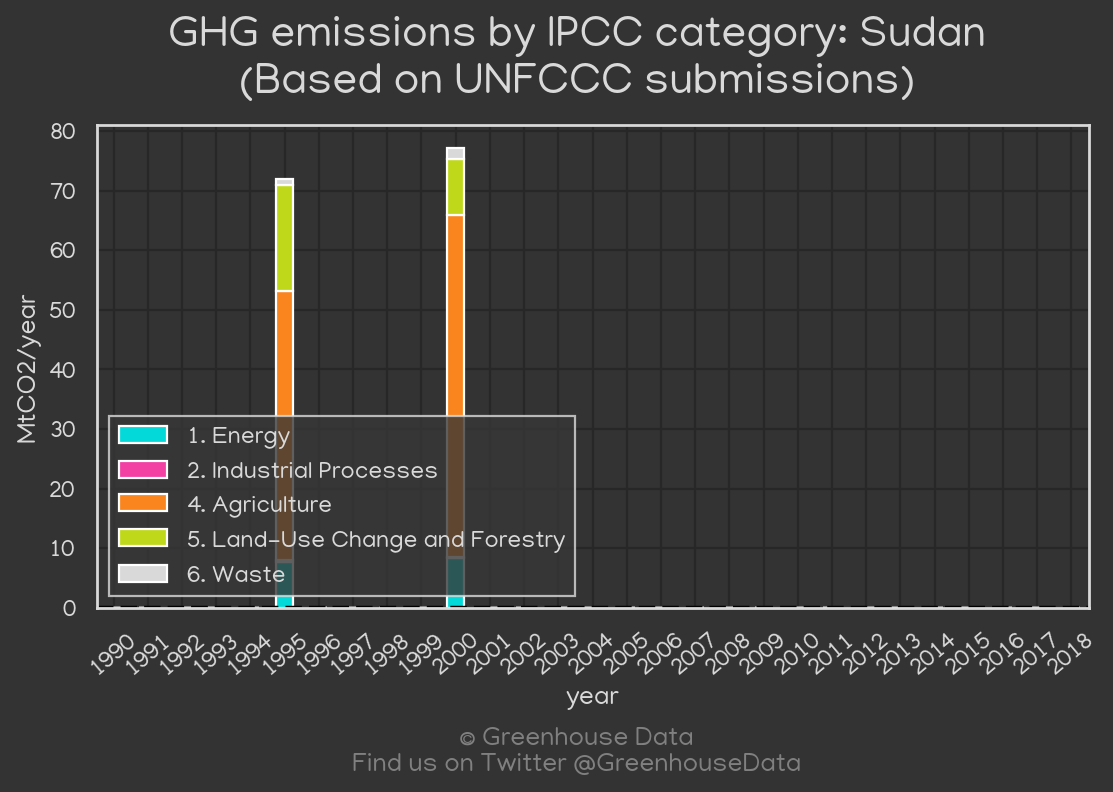 GHG emissions by IPCC category: Sudan
(Based on UNFCCC submissions)
MtCO2/year
80
70
60
50
40
30
20
10
0
1. Energy
2. Industrial Processes
4. Agriculture
5. Land-Use Change and Forestry
6. Waste
1990 1991 1992 1993 1994 1995 1996 1997 1998 1999 2000 2001 2002 2003 2004 2005 2006 2007 2008 2009 2010 2011 2012 2013 2014 2015 2016 2017 2018
year
© Greenhouse Data
Find us on Twitter @GreenhouseData